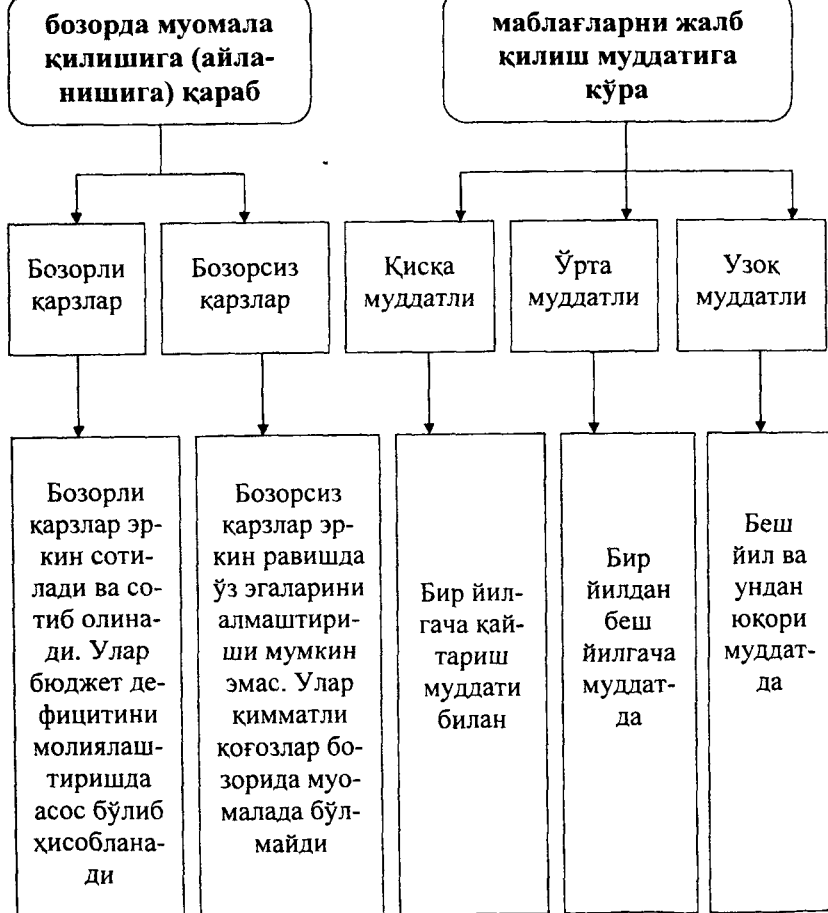 бозорда муомала
қилишига (айла-
нишига) қараб
маблағларни жалб
қилиш муддатига
кўра
Бозорли
қарзлар
Бозорсиз
қарзлар
Қисқа
муддатли
Ўрта
муддатли
Узоқ
муддатли
Бозорли
қарзлар эр-
кин соти-
лади ва со-
тиб олина-
ди. Улар
бюджет де-
фицитини
молиялаш-
тиришда
асос бўлиб
ҳисоблана-
ди
Бозорсиз
қарзлар эр-
кин равишда
ўз эгаларини
алмаштири-
ши мумкин
эмас. Улар
қимматли
қоғозлар бо-
зорида муо-
малада бўл-
майди
Бир йил-
гача қай-
тариш
муддати
билан
Бир
йилдан
беш
йилгача
муддат-
да
Беш
йил ва
ундан
юқори
муддат-
да